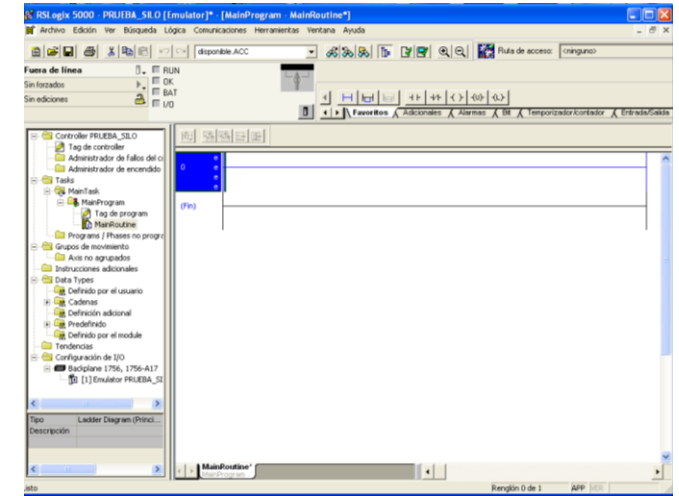 RSLogix 5000 - PRUEBA_SILO [Emulator]* - [MainProgram - MainRoutine*]
Archivo Edición Ver Búsqueda Lógica Comunicaciones Herramientas Ventana Ayuda
disponible.ACC
Ruta de acceso: <ninguno>
Fuera de línea
RUN
Sin forzados
OK
Sin ediciones
BAT
I/O
Favoritos Adicionales Alarmas Bit Temporizador/contador Entrada/Salida
Controller PRUEBA_SILO
Tag de controller
Administrador de fallos del co
Administrador de encendido
Tasks
MainTask
MainProgram
Tag de program
MainRoutine
Programs / Phases no progra
Grupos de movimiento
Axis no agrupados
Instrucciones adicionales
Data Types
Definido por el usuario
Cadenas
Definición adicional
Predefinido
Definido por el module
Tendencias
Configuración de I/O
Backplane 1756, 1756-A17
[1] Emulator PRUEBA_SI
0
e
e
e
e
(Fin)
Tipo Ladder Diagram (Princi...
Descripción
MainRoutine*
MainProgram
Listo
Renglón 0 de 1
APP VER